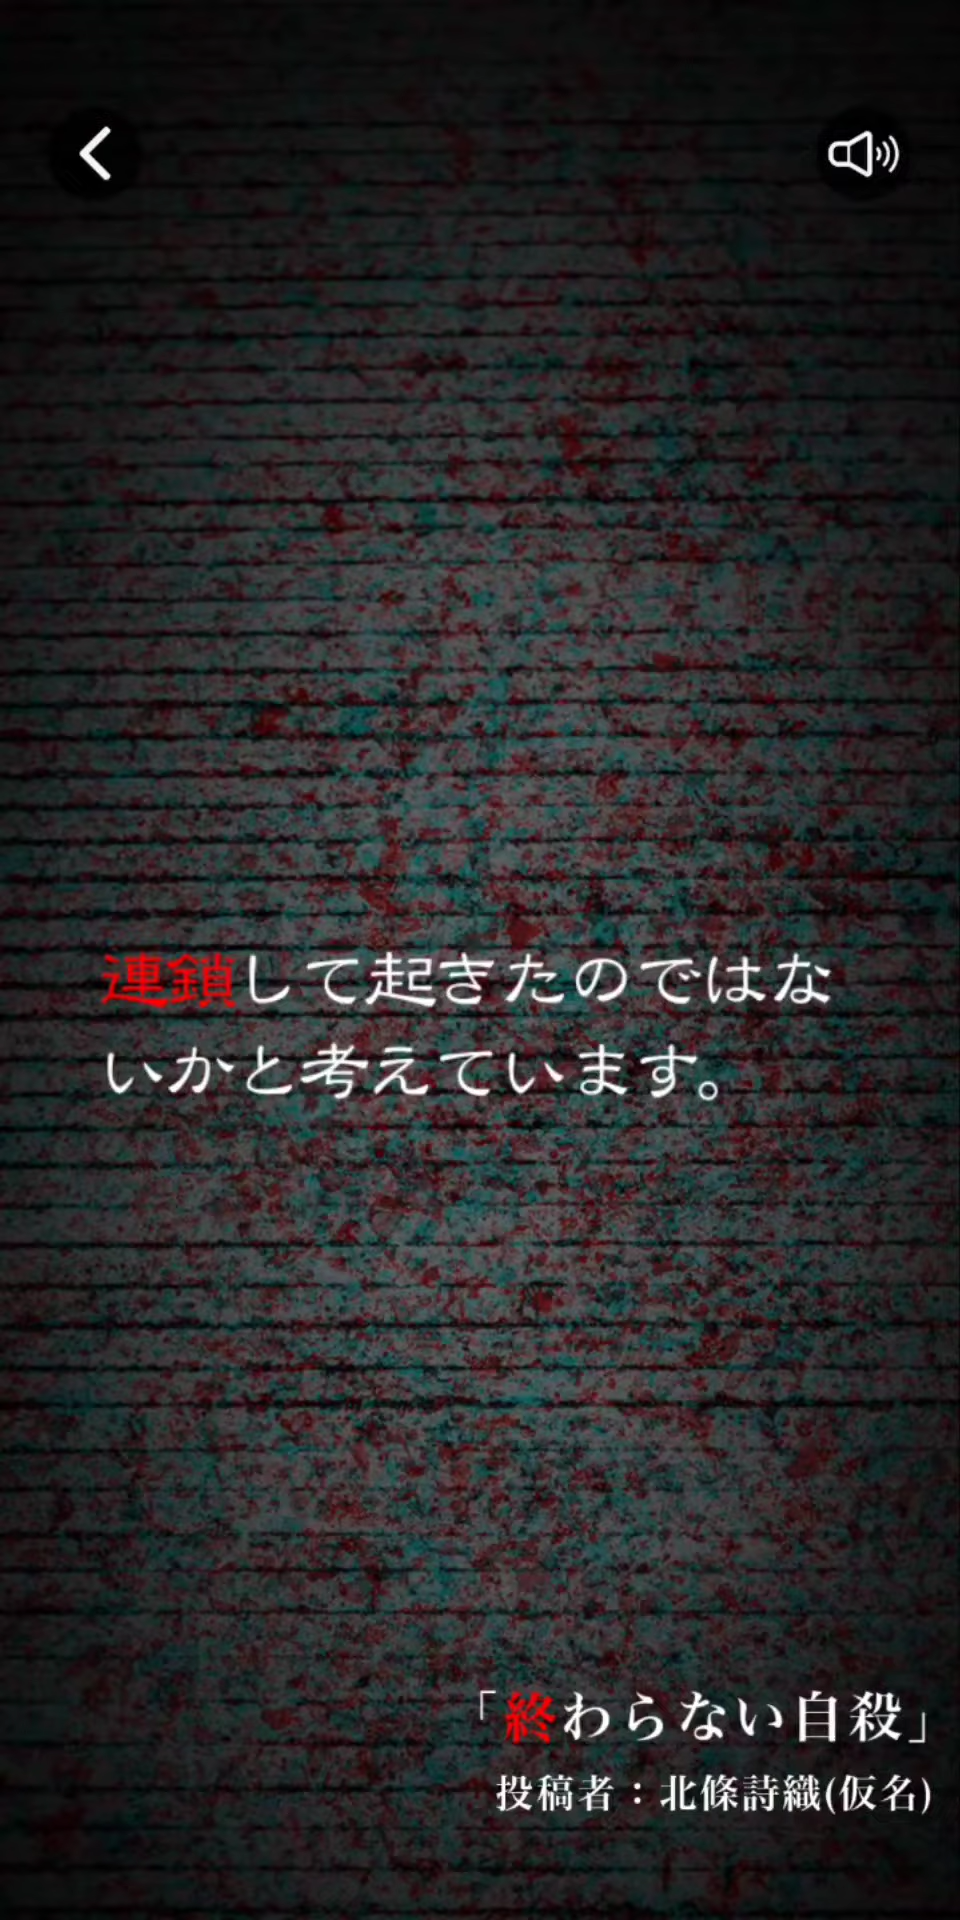 連鎖して起きたのではな
いかと考えています。
「終わらない自殺」
投稿者：北條詩織(仮名)